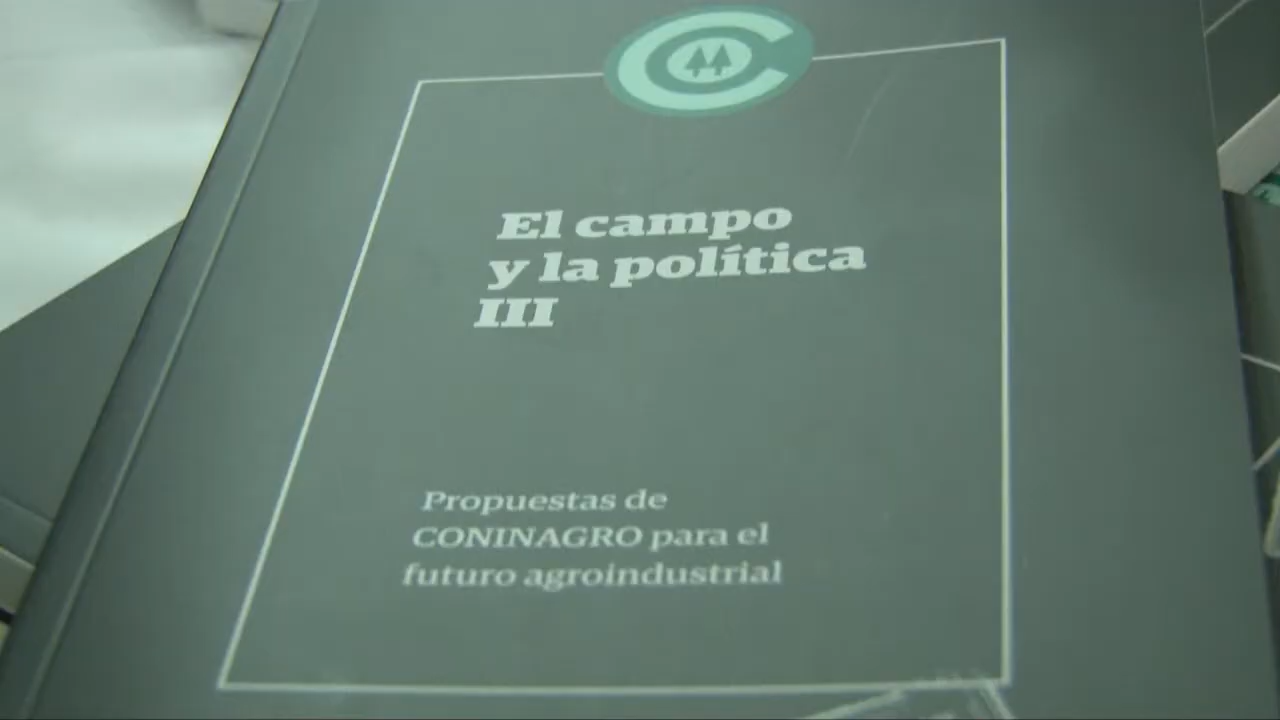 El campo
y la política
III
Propuestas de
CONINAGRO para el
futuro agroindustrial